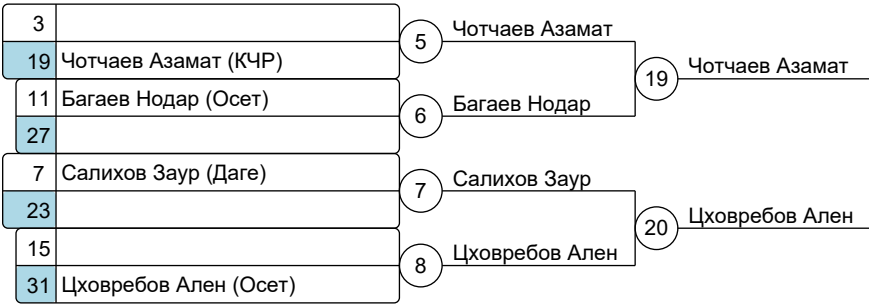 3
19 Чотчаев Азамат (КЧР)
5 Чотчаев Азамат
11 Багаев Нодар (Осет)
27
6 Багаев Нодар
19 Чотчаев Азамат
7 Салихов Заур (Даге)
23
7 Салихов Заур
15
31 Цховребов Ален (Осет)
8 Цховребов Ален
20 Цховребов Ален